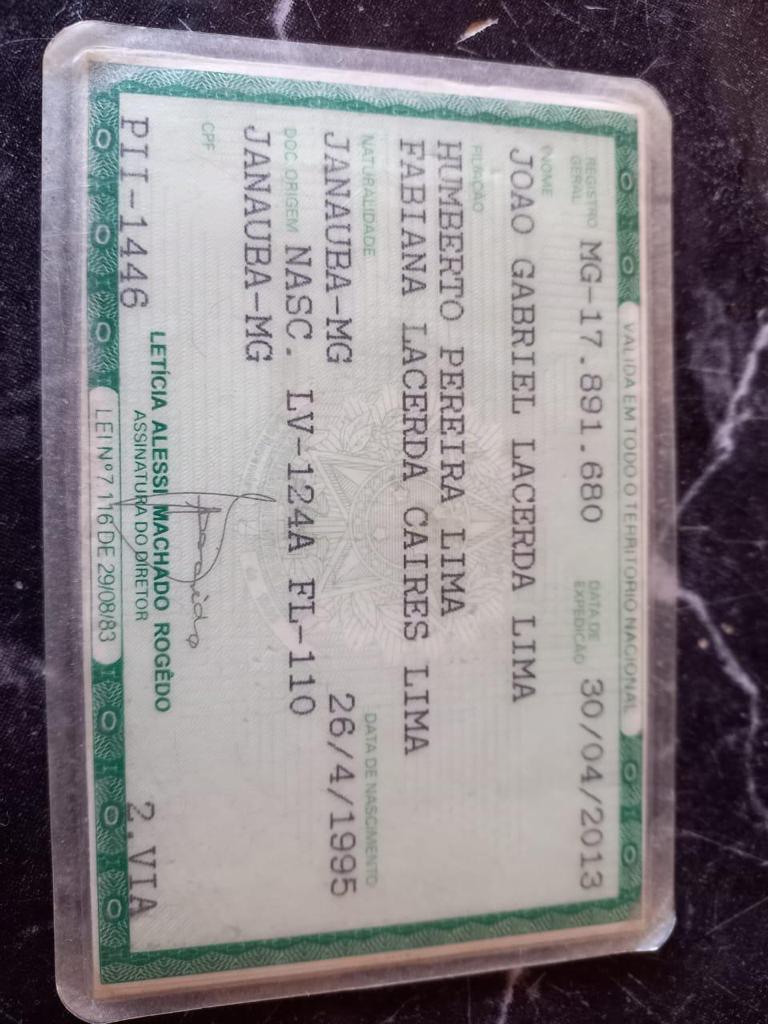 VALIDA EM TODO O TERRITÓRIO NACIONAL
REGISTRO GERAL MG-17.891.680 DATA DE EXPEDIÇÃO 30/04/2013
NOME
JOAO GABRIEL LACERDA LIMA
FILIAÇÃO
HUMBERTO PEREIRA LIMA
FABIANA LACERDA CAIRES LIMA
NATURALIDADE DATA DE NASCIMENTO
JANAUBA-MG 26/4/1995
DOC. ORIGEM NASC. LV-124A FL-110
JANAUBA-MG
CPF
LETÍCIA ALESSI MACHADO ROGÊDO
PII-1446 ASSINATURA DO DIRETOR 2.VIA
LEI Nº 7.116 DE 29/08/83